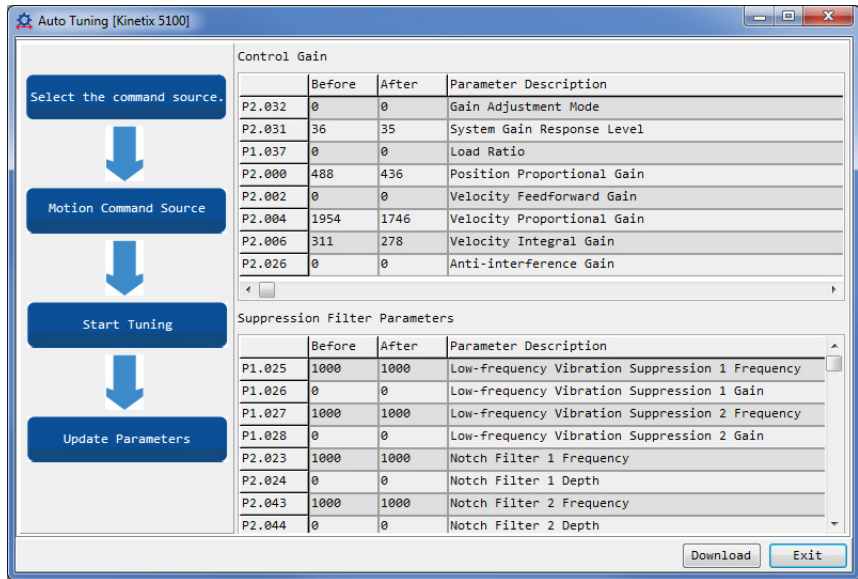 Auto Tuning [Kinetix 5100]
Select the command source.
Motion Command Source
Start Tuning
Update Parameters
Control Gain
Before After Parameter Description
P2.032 0 0 Gain Adjustment Mode
P2.031 36 35 System Gain Response Level
P1.037 0 0 Load Ratio
P2.000 488 436 Position Proportional Gain
P2.002 0 0 Velocity Feedforward Gain
P2.004 1954 1746 Velocity Proportional Gain
P2.006 311 278 Velocity Integral Gain
P2.026 0 0 Anti-interference Gain
Suppression Filter Parameters
Before After Parameter Description
P1.025 1000 1000 Low-frequency Vibration Suppression 1 Frequency
P1.026 0 0 Low-frequency Vibration Suppression 1 Gain
P1.027 1000 1000 Low-frequency Vibration Suppression 2 Frequency
P1.028 0 0 Low-frequency Vibration Suppression 2 Gain
P2.023 1000 1000 Notch Filter 1 Frequency
P2.024 0 0 Notch Filter 1 Depth
P2.043 1000 1000 Notch Filter 2 Frequency
P2.044 0 0 Notch Filter 2 Depth
Download Exit